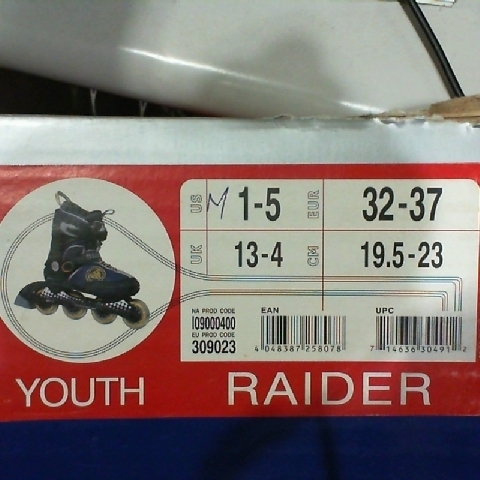 US M 1-5 EUR 32-37
UK 13-4 CM 19.5-23
NA PROD CODE EAN UPC
I09000400
EU PROD CODE
309023 4 048387 258078 7 14636 30491 2
YOUTH RAIDER